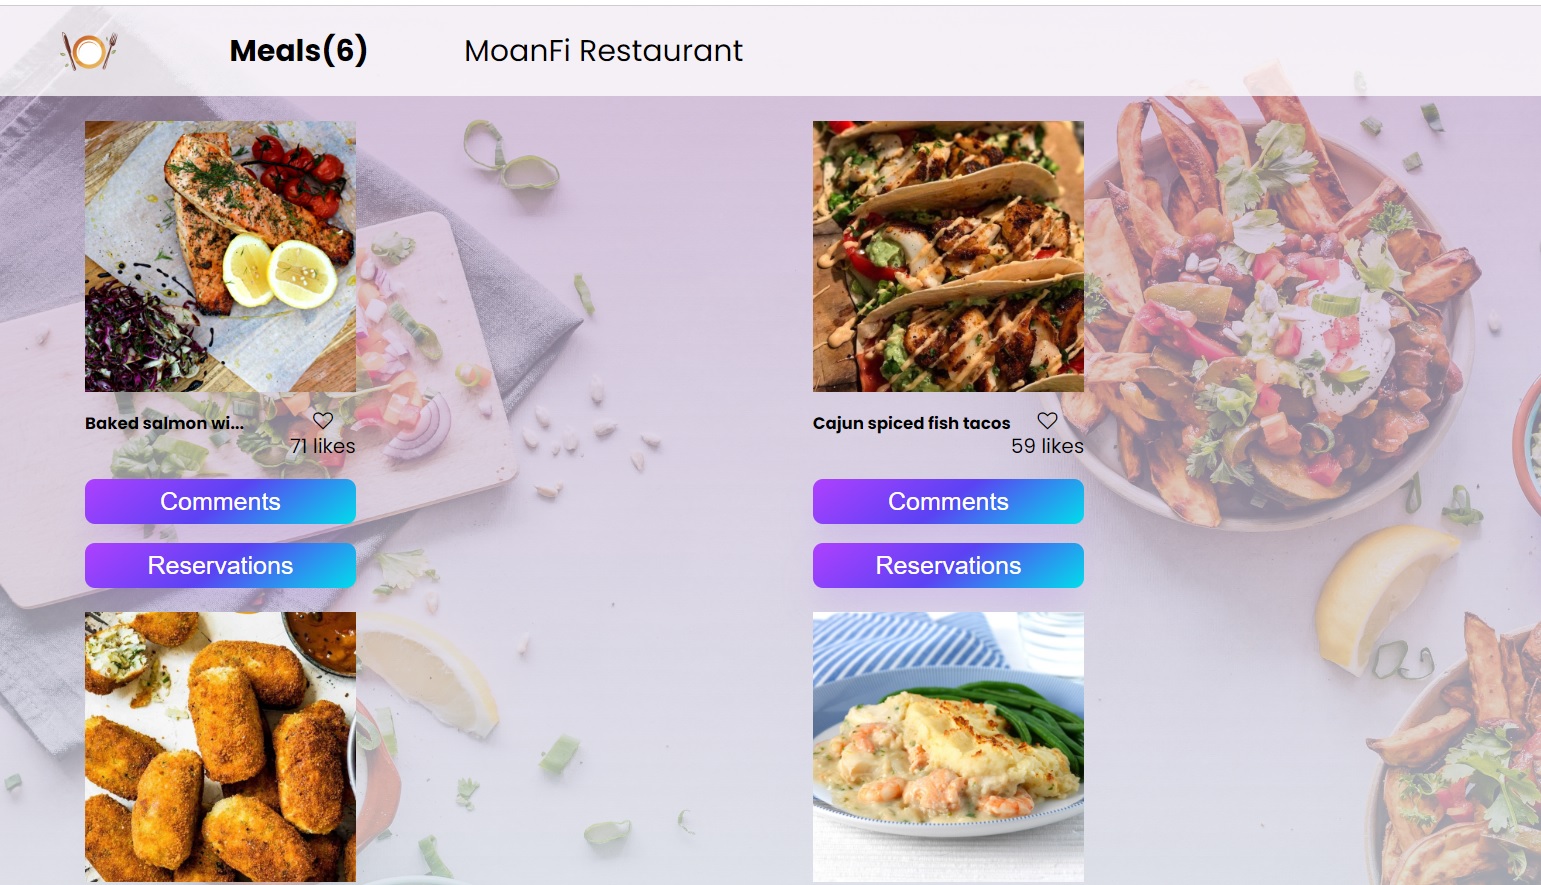 Meals(6) MoanFi Restaurant
Baked salmon wi...
71 likes
Comments
Reservations
Cajun spiced fish tacos
59 likes
Comments
Reservations